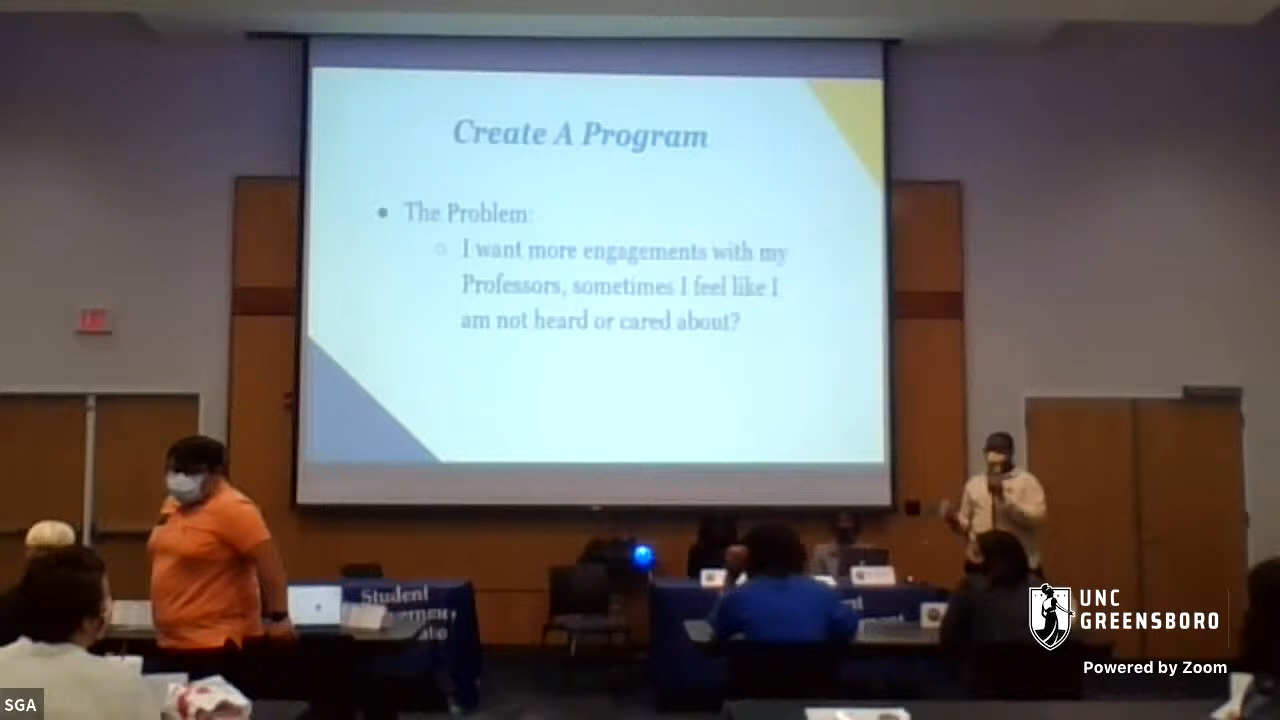 Create A Program
The Problem:
I want more engagements with my
Professors, sometimes I feel like I
am not heard or cared about?
Student
UNC
GREENSBORO
Powered by Zoom
SGA